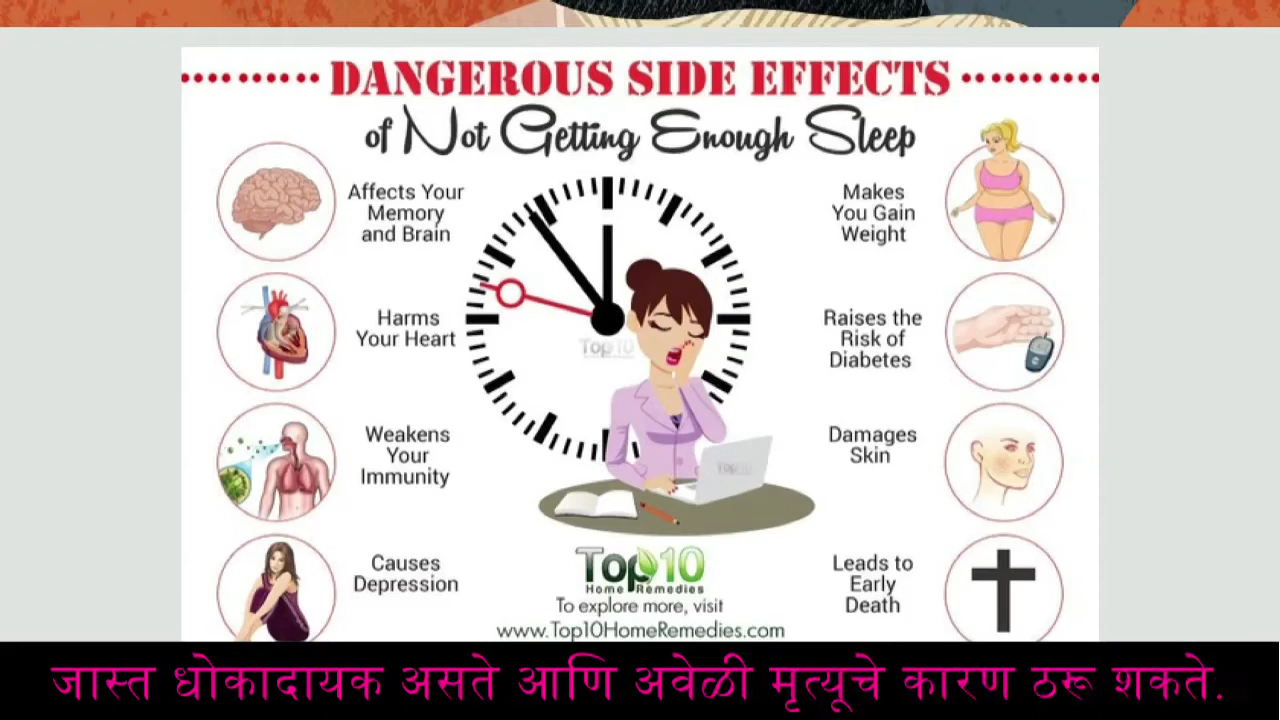 DANGEROUS SIDE EFFECTS
of Not Getting Enough Sleep
Affects Your
Memory
and Brain
Harms
Your Heart
Weakens
Your
Immunity
Causes
Depression
Makes
You Gain
Weight
Raises the
Risk of
Diabetes
Damages
Skin
Leads to
Early
Death
Top10
Top10
Top10
Home Remedies
To explore more, visit
www.Top10HomeRemedies.com
जास्त धोकादायक असते आणि अवेळी मृत्यूचे कारण ठरू शकते.